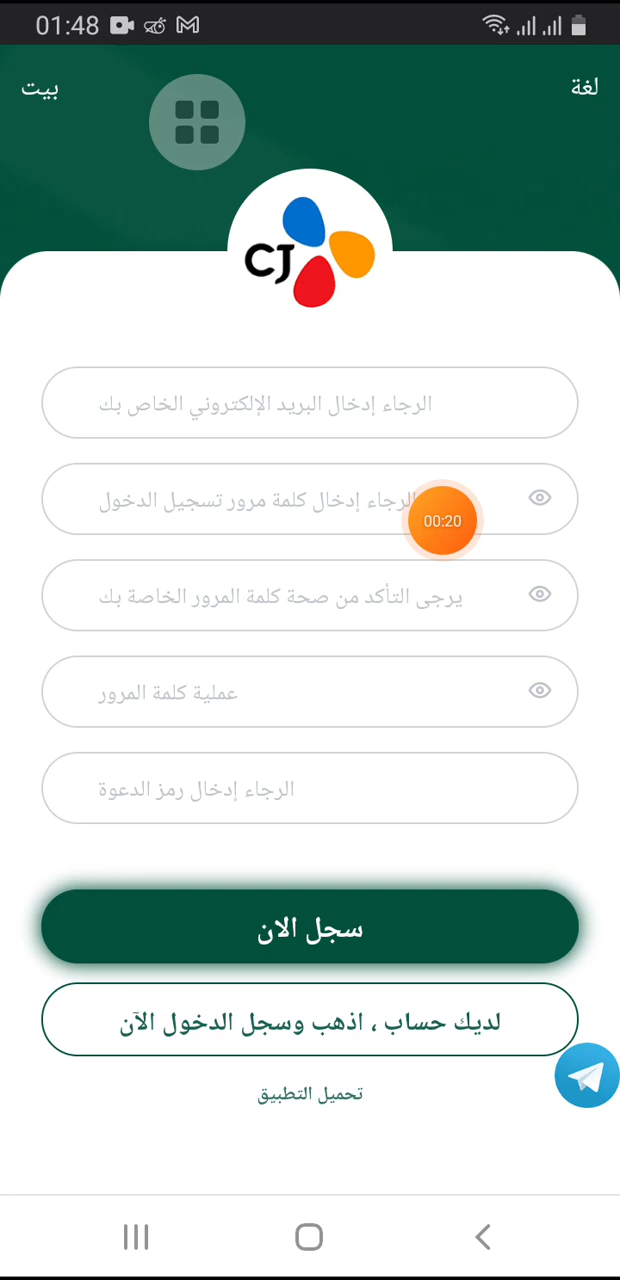 01:48
لغة
بيت
CJ
الرجاء إدخال البريد الإلكتروني الخاص بك
الرجاء إدخال كلمة مرور تسجيل الدخول
00:20
يرجى التأكد من صحة كلمة المرور الخاصة بك
عملية كلمة المرور
الرجاء إدخال رمز الدعوة
سجل الان
لديك حساب ، اذهب وسجل الدخول الآن
تحميل التطبيق